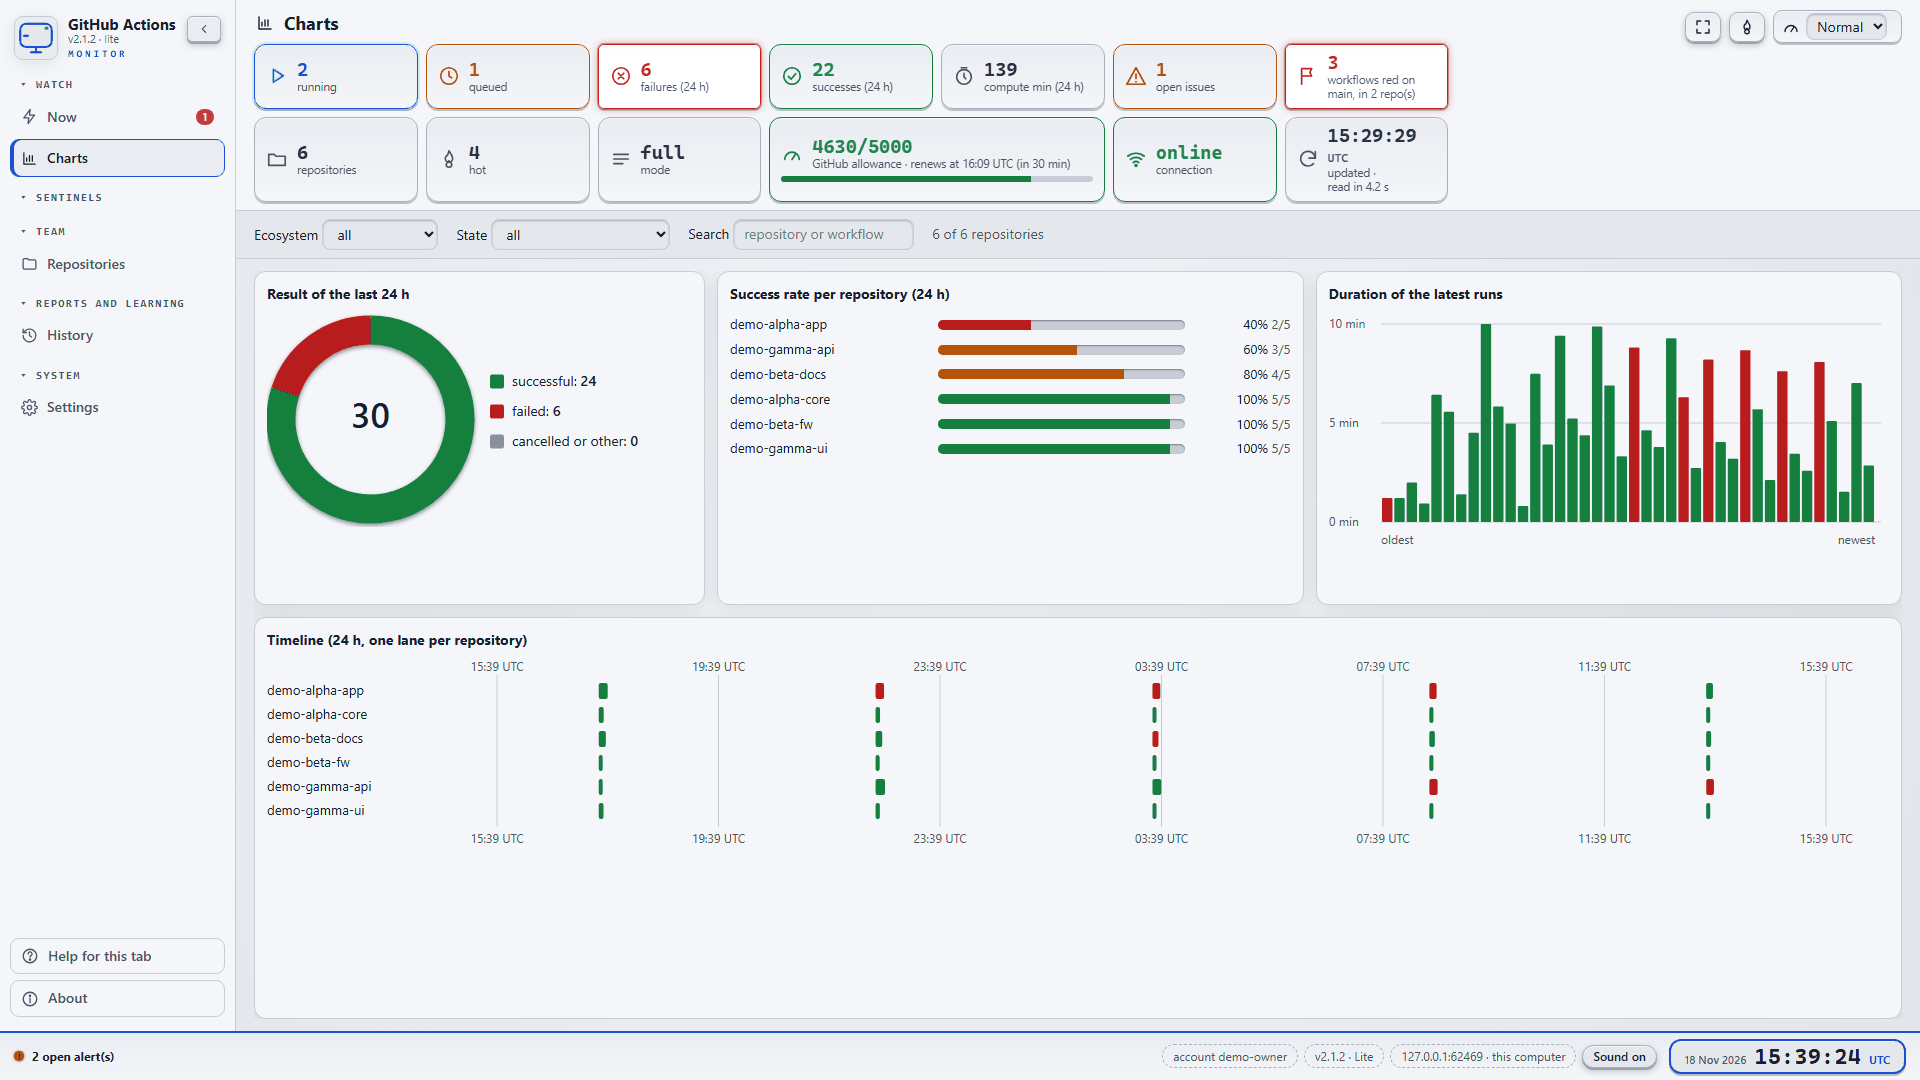 GitHub Actions
v2.1.2 · lite
MONITOR
WATCH
Now
1
Charts
SENTINELS
TEAM
Repositories
REPORTS AND LEARNING
History
SYSTEM
Settings
Help for this tab
About
Charts
Normal
2
running
1
queued
6
failures (24 h)
22
successes (24 h)
139
compute min (24 h)
1
open issues
3
workflows red on
main, in 2 repo(s)
6
repositories
4
hot
full
mode
4630/5000
GitHub allowance · renews at 16:09 UTC (in 30 min)
online
connection
15:29:29
UTC
updated ·
read in 4.2 s
Ecosystem all State all Search repository or workflow 6 of 6 repositories
Result of the last 24 h
30
successful: 24
failed: 6
cancelled or other: 0
Success rate per repository (24 h)
demo-alpha-app 40% 2/5
demo-gamma-api 60% 3/5
demo-beta-docs 80% 4/5
demo-alpha-core 100% 5/5
demo-beta-fw 100% 5/5
demo-gamma-ui 100% 5/5
Duration of the latest runs
10 min
5 min
0 min
oldest newest
Timeline (24 h, one lane per repository)
15:39 UTC 19:39 UTC 23:39 UTC 03:39 UTC 07:39 UTC 11:39 UTC 15:39 UTC
demo-alpha-app
demo-alpha-core
demo-beta-docs
demo-beta-fw
demo-gamma-api
demo-gamma-ui
15:39 UTC 19:39 UTC 23:39 UTC 03:39 UTC 07:39 UTC 11:39 UTC 15:39 UTC
2 open alert(s)
account demo-owner
v2.1.2 · Lite
127.0.0.1:62469 · this computer
Sound on
18 Nov 2026 15:39:24 UTC